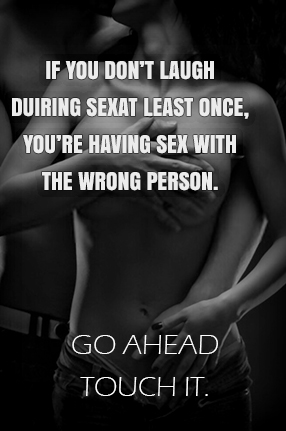 IF YOU DON'T LAUGH
DUIRING SEXAT LEAST ONCE,
YOU'RE HAVING SEX WITH
THE WRONG PERSON.
GO AHEAD
TOUCH IT.